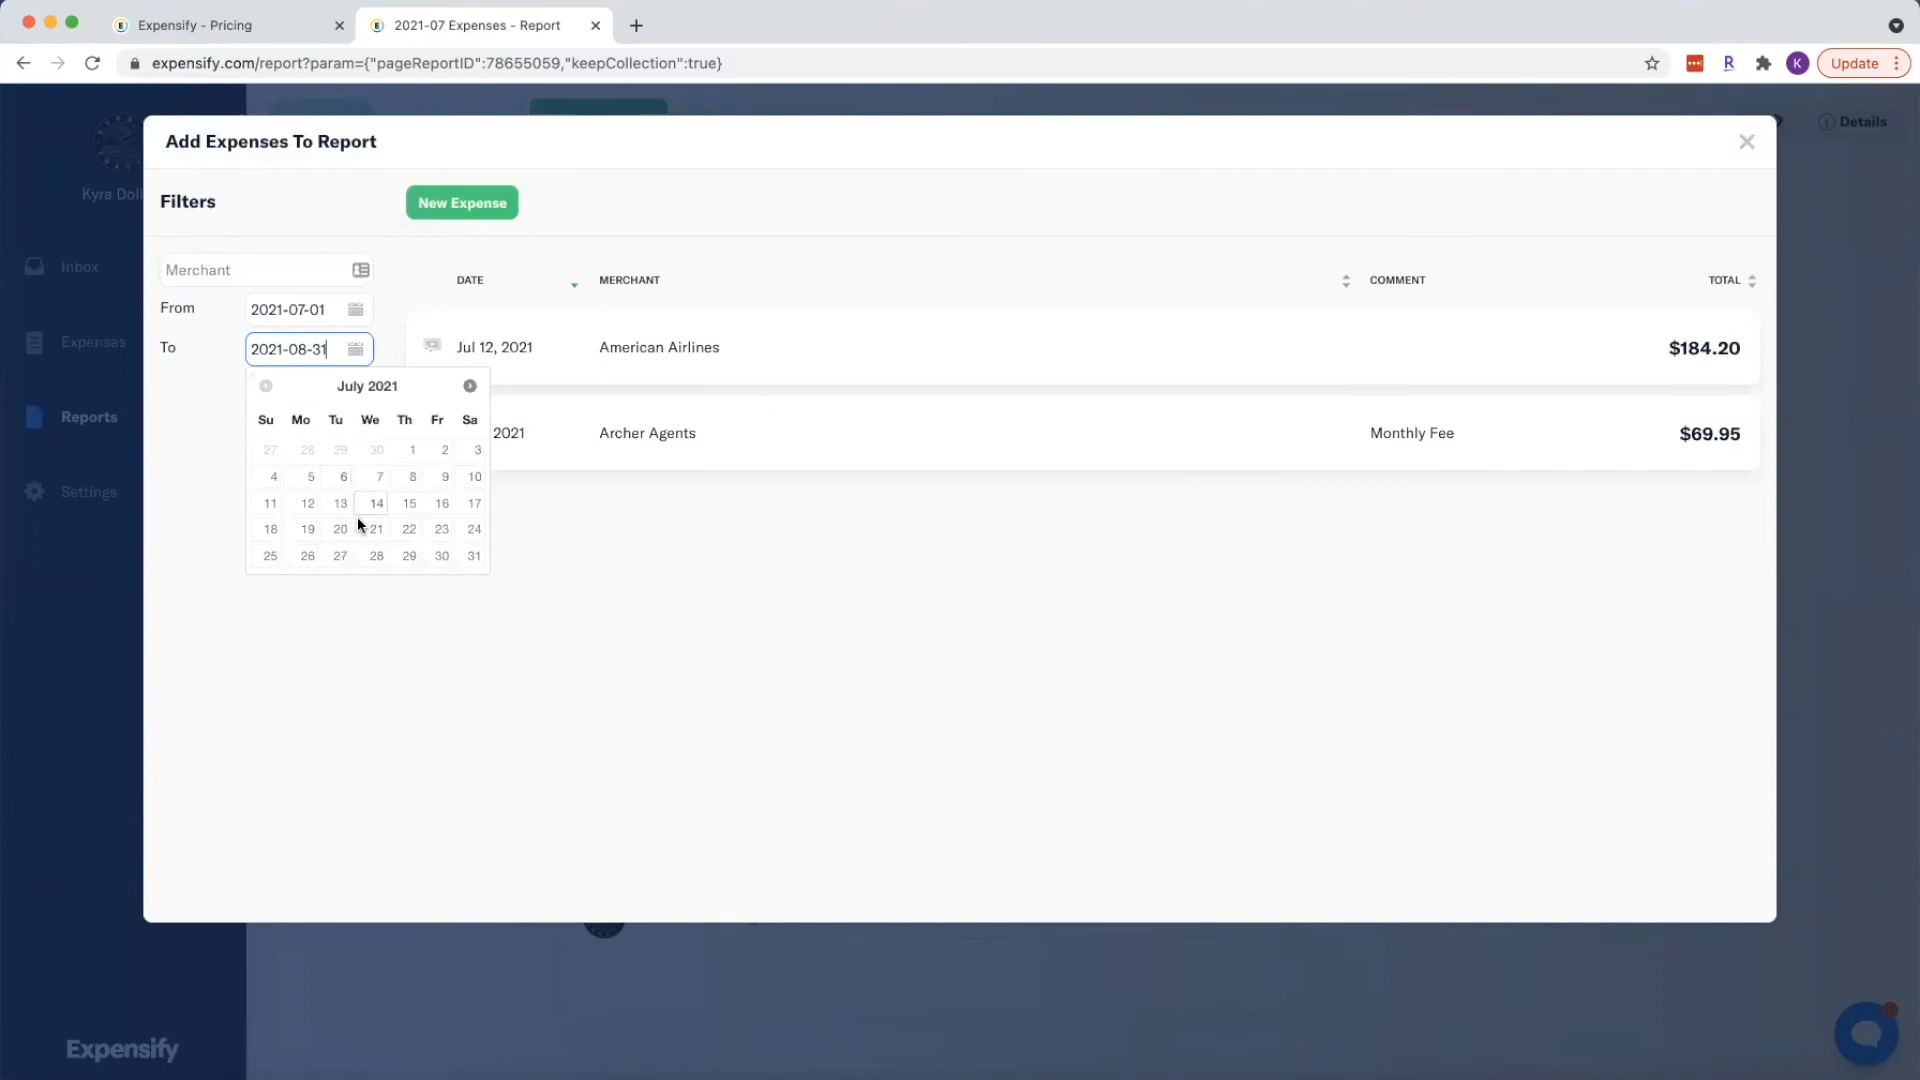 Expensify - Pricing
2021-07 Expenses - Report
expensify.com/report?param={"pageReportID":78655059,"keepCollection":true}
R
K
Update
Details
Add Expenses To Report
Kyra Doll
Filters
New Expense
Inbox
Merchant
DATE
MERCHANT
COMMENT
TOTAL
From
2021-07-01
Expenses
To
2021-08-31
Jul 12, 2021
American Airlines
$184.20
July 2021
Reports
Su Mo Tu We Th Fr Sa
2021
Archer Agents
Monthly Fee
$69.95
27 28 29 30 1 2 3
4 5 6 7 8 9 10
Settings
11 12 13 14 15 16 17
18 19 20 21 22 23 24
25 26 27 28 29 30 31
Expensify